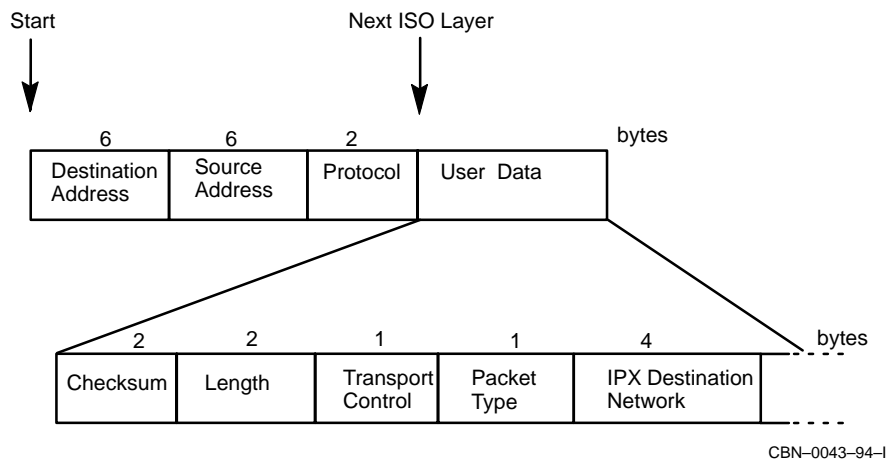 Start
Next ISO Layer
6 6 2 bytes
Destination Address
Source Address
Protocol
User Data
2 2 1 1 4 bytes
Checksum
Length
Transport Control
Packet Type
IPX Destination Network
CBN–0043–94–I